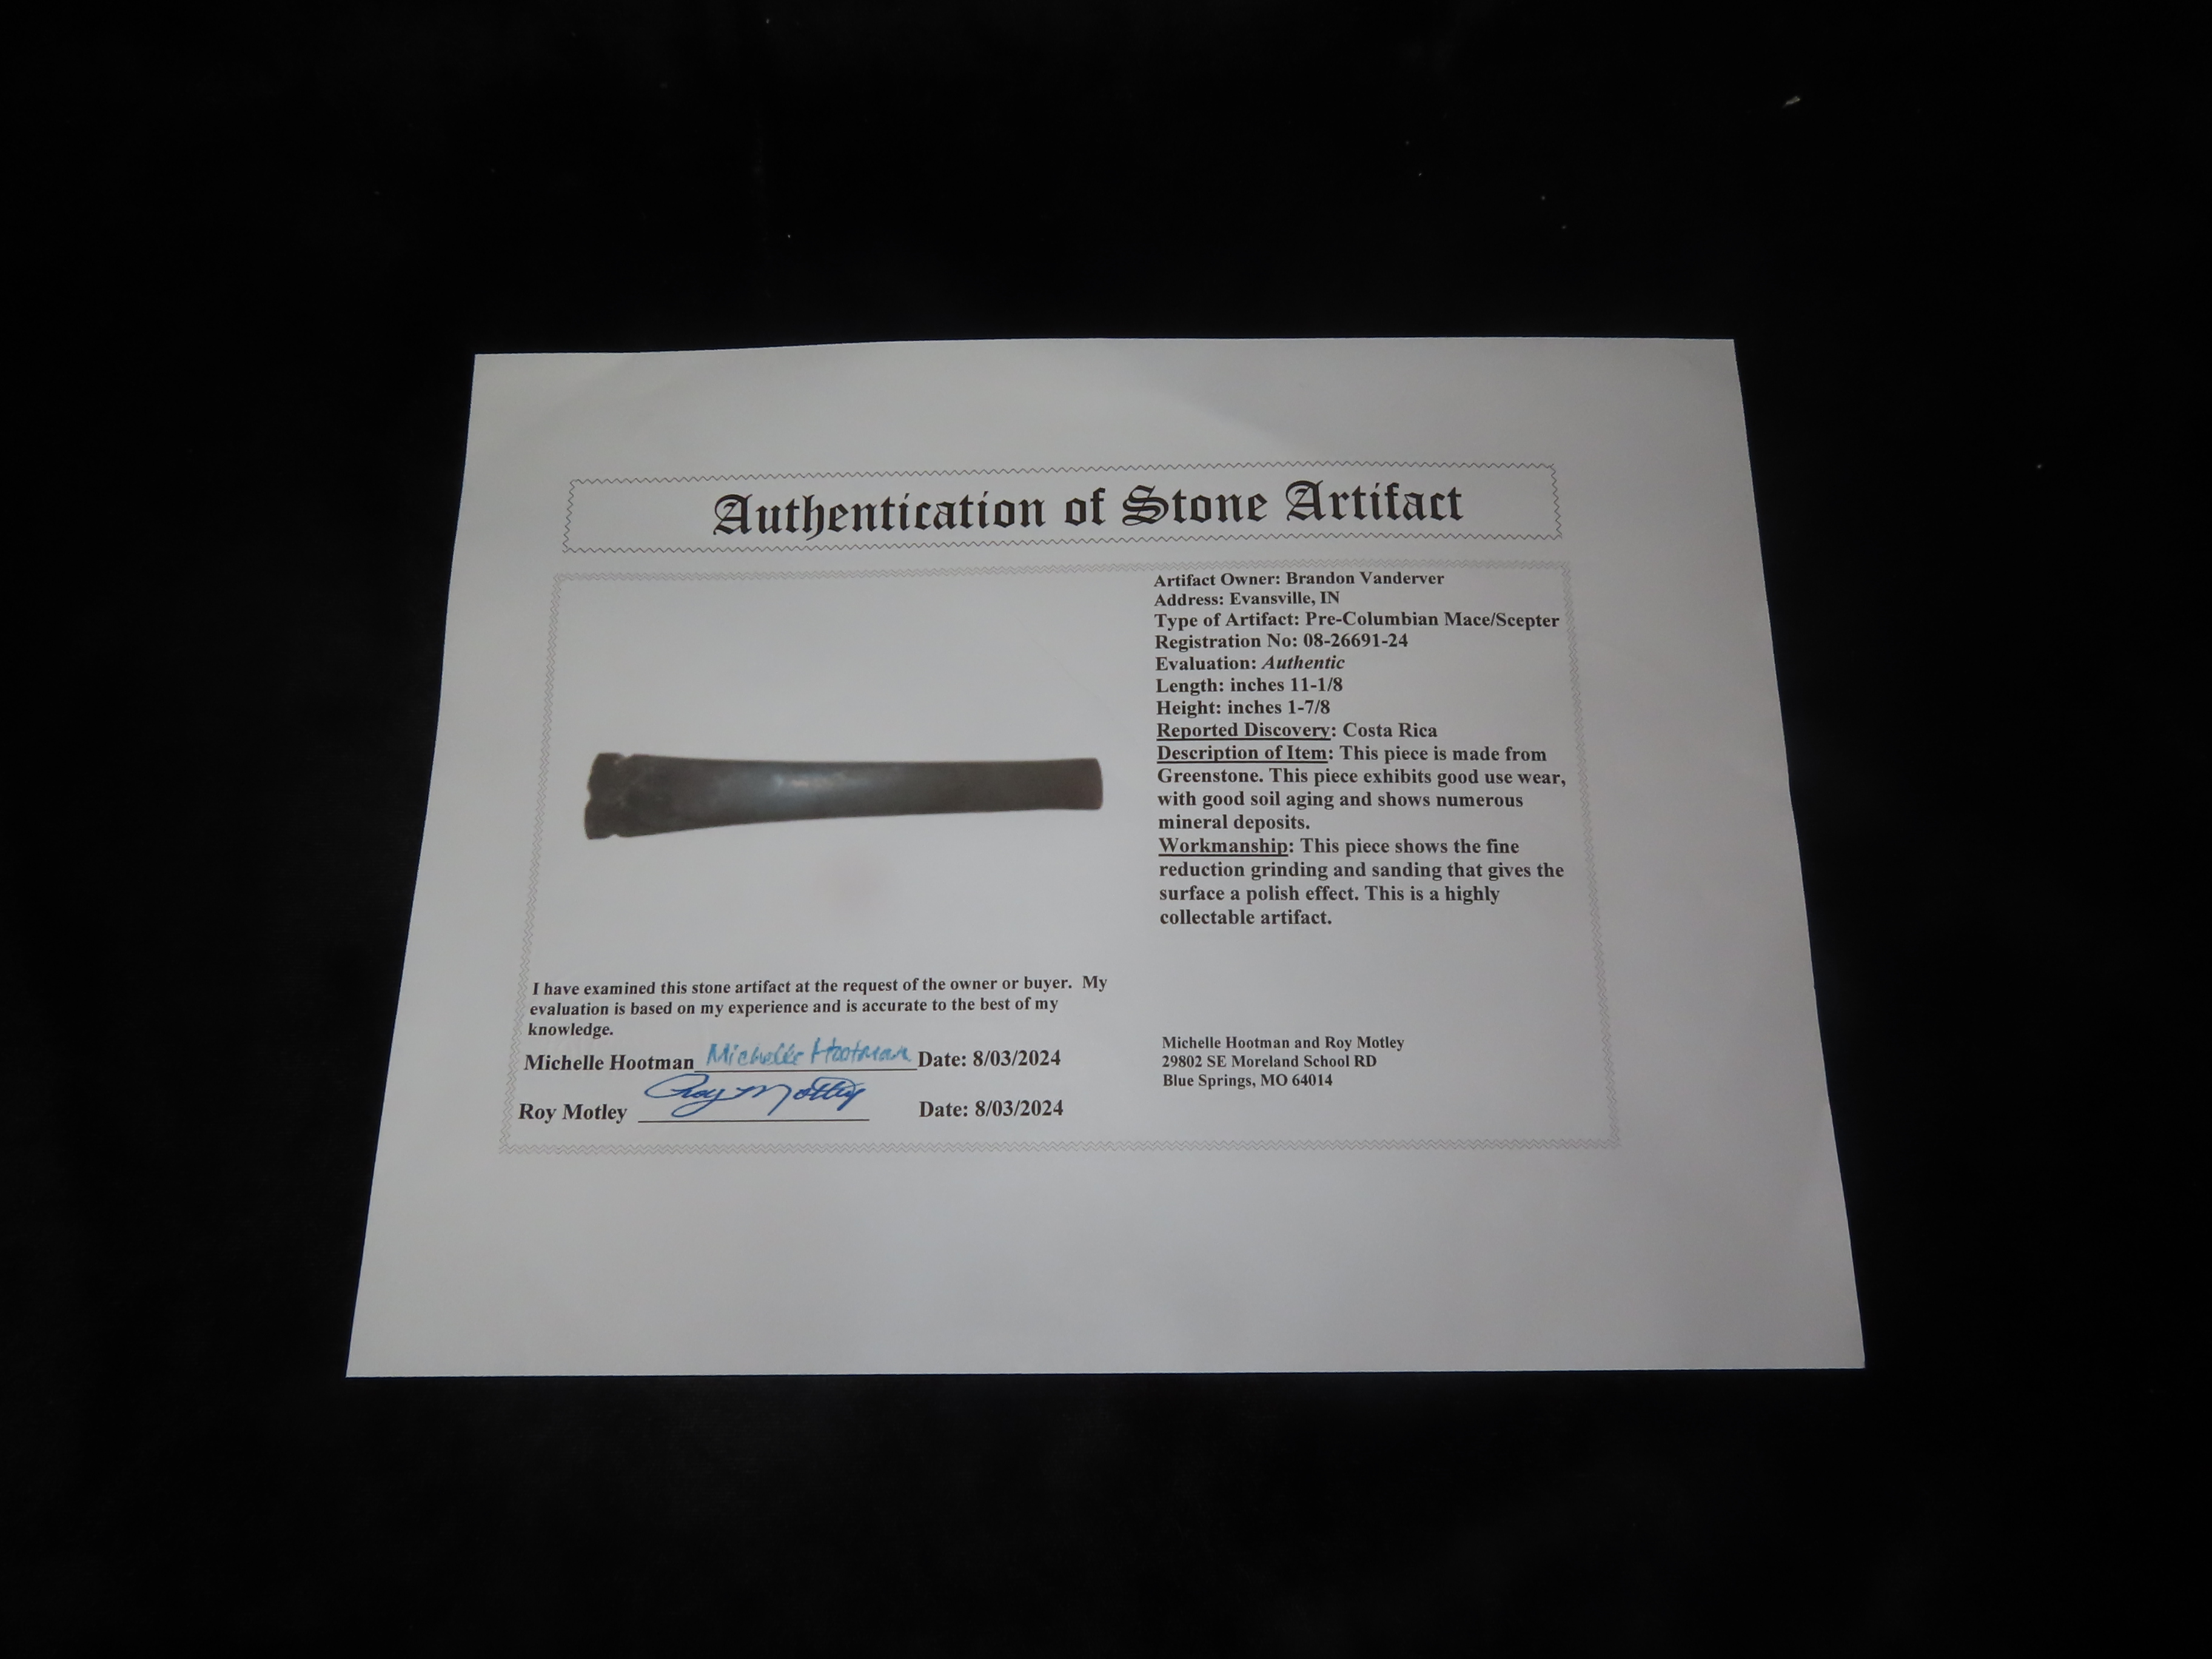 Authentication of Stone Artifact
Artifact Owner: Brandon Vanderver
Address: Evansville, IN
Type of Artifact: Pre-Columbian Mace/Scepter
Registration No: 08-26691-24
Evaluation: Authentic
Length: inches 11-1/8
Height: inches 1-7/8
Reported Discovery: Costa Rica
Description of Item: This piece is made from
Greenstone. This piece exhibits good use wear,
with good soil aging and shows numerous
mineral deposits.
Workmanship: This piece shows the fine
reduction grinding and sanding that gives the
surface a polish effect. This is a highly
collectable artifact.
I have examined this stone artifact at the request of the owner or buyer. My
evaluation is based on my experience and is accurate to the best of my
knowledge.
Michelle Hootman Michelle Hootman Date: 8/03/2024
Roy Motley Roy Motley Date: 8/03/2024
Michelle Hootman and Roy Motley
29802 SE Moreland School RD
Blue Springs, MO 64014